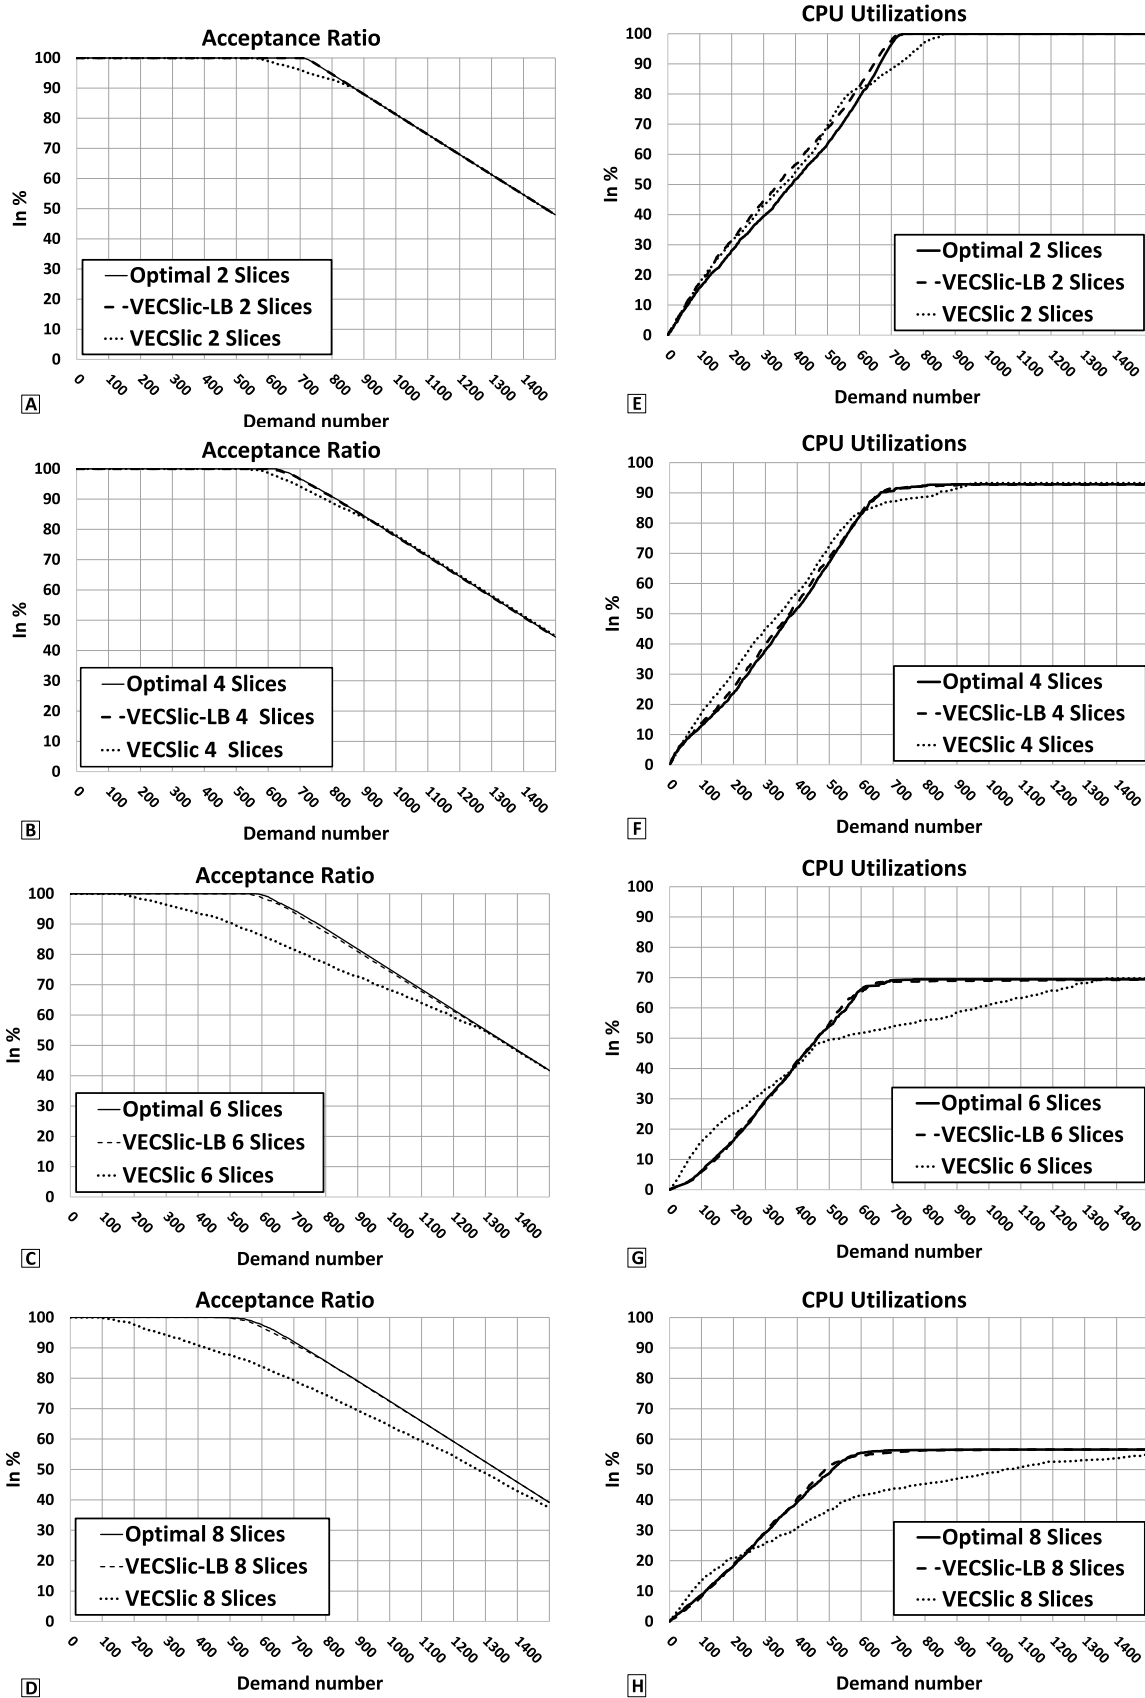 Acceptance Ratio
100
90
80
70
60
50
40
30
20
10
0
In %
Optimal 2 Slices
VECSlic-LB 2 Slices
VECSlic 2 Slices
0 100 200 300 400 500 600 700 800 900 1000 1100 1200 1300 1400
Demand number
A
CPU Utilizations
100
90
80
70
60
50
40
30
20
10
0
In %
Optimal 2 Slices
VECSlic-LB 2 Slices
VECSlic 2 Slices
0 100 200 300 400 500 600 700 800 900 1000 1100 1200 1300 1400
Demand number
E
Acceptance Ratio
100
90
80
70
60
50
40
30
20
10
0
In %
Optimal 4 Slices
VECSlic-LB 4 Slices
VECSlic 4 Slices
0 100 200 300 400 500 600 700 800 900 1000 1100 1200 1300 1400
Demand number
B
CPU Utilizations
100
90
80
70
60
50
40
30
20
10
0
In %
Optimal 4 Slices
VECSlic-LB 4 Slices
VECSlic 4 Slices
0 100 200 300 400 500 600 700 800 900 1000 1100 1200 1300 1400
Demand number
F
Acceptance Ratio
100
90
80
70
60
50
40
30
20
10
0
In %
Optimal 6 Slices
VECSlic-LB 6 Slices
VECSlic 6 Slices
0 100 200 300 400 500 600 700 800 900 1000 1100 1200 1300 1400
Demand number
C
CPU Utilizations
100
90
80
70
60
50
40
30
20
10
0
In %
Optimal 6 Slices
VECSlic-LB 6 Slices
VECSlic 6 Slices
0 100 200 300 400 500 600 700 800 900 1000 1100 1200 1300 1400
Demand number
G
Acceptance Ratio
100
90
80
70
60
50
40
30
20
10
0
In %
Optimal 8 Slices
VECSlic-LB 8 Slices
VECSlic 8 Slices
0 100 200 300 400 500 600 700 800 900 1000 1100 1200 1300 1400
Demand number
D
CPU Utilizations
100
90
80
70
60
50
40
30
20
10
0
In %
Optimal 8 Slices
VECSlic-LB 8 Slices
VECSlic 8 Slices
0 100 200 300 400 500 600 700 800 900 1000 1100 1200 1300 1400
Demand number
H